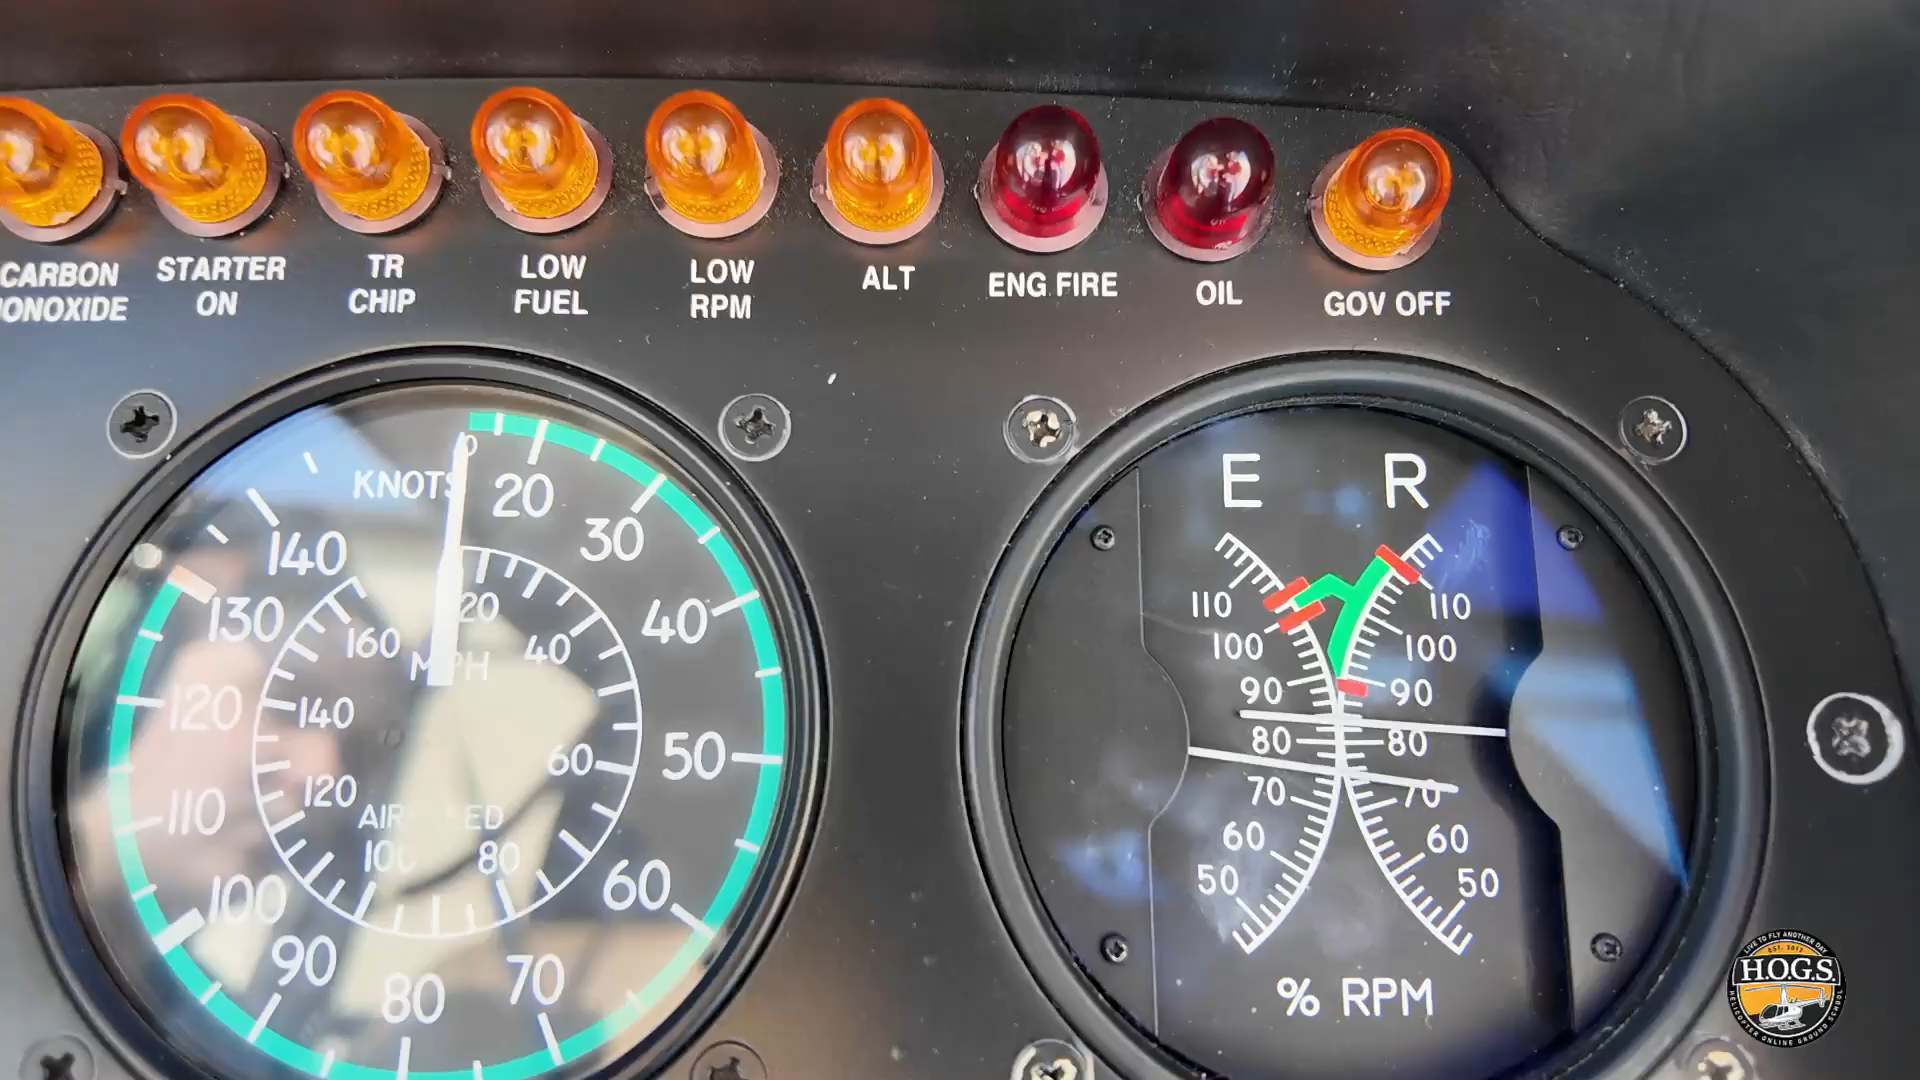 CARBON
STARTER
TR
LOW
LOW
ALT
ENG FIRE
OIL
GOV OFF
ON
CHIP
FUEL
RPM
KNOTS
0
20
30
40
50
60
70
80
90
100
110
120
130
140
MPH
20
40
60
80
100
120
140
160
E R
110 110
100 100
90 90
80 80
70 70
60 60
50 50
% RPM
LIVE TO FLY ANOTHER DAY
EST. 2012
H.O.G.S.
HELICOPTER ONLINE GROUND SCHOOL